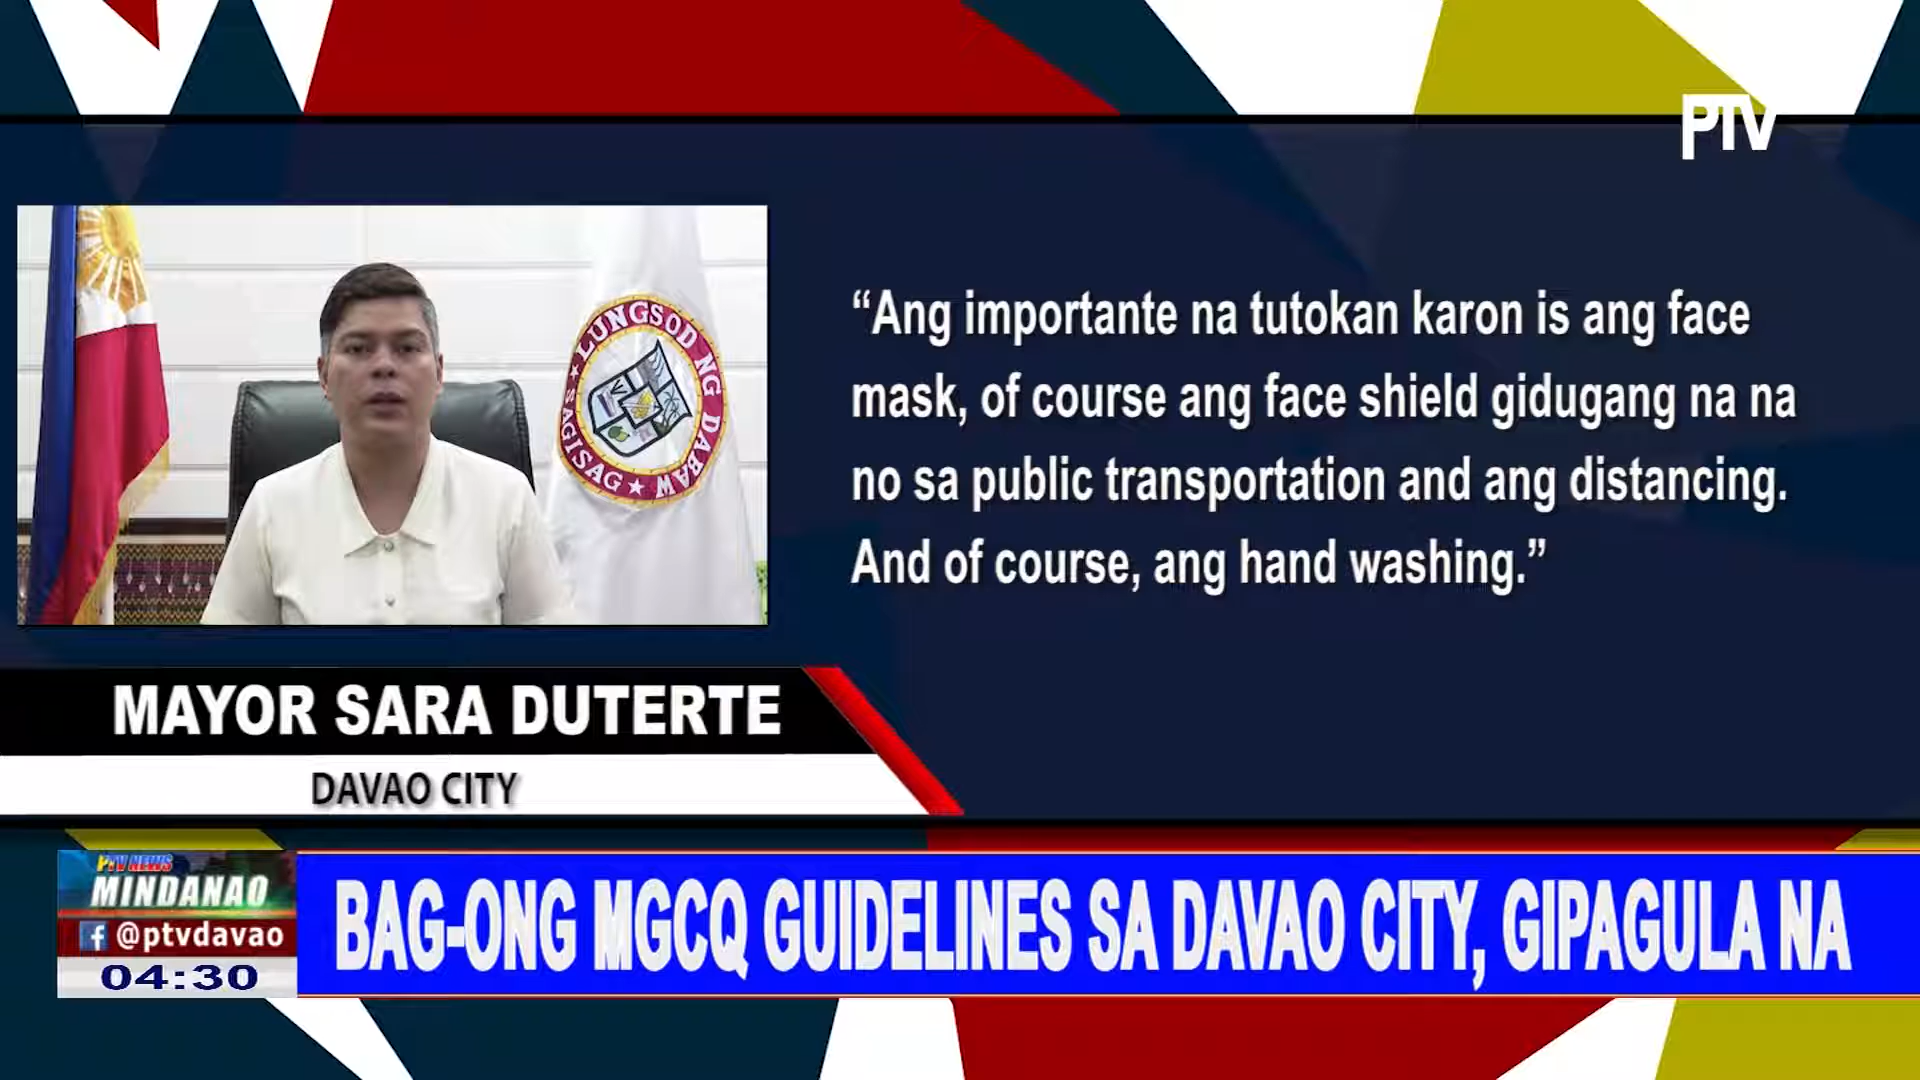 PTV
“Ang importante na tutokan karon is ang face
mask, of course ang face shield gidugang na na
no sa public transportation and ang distancing.
And of course, ang hand washing.”
LUNGSOD NG DABAW
★ SAGISAG ★
MAYOR SARA DUTERTE
DAVAO CITY
PTV NEWS
MINDANAO
f @ptvdavao
04:30
BAG-ONG MGCQ GUIDELINES SA DAVAO CITY, GIPAGULA NA